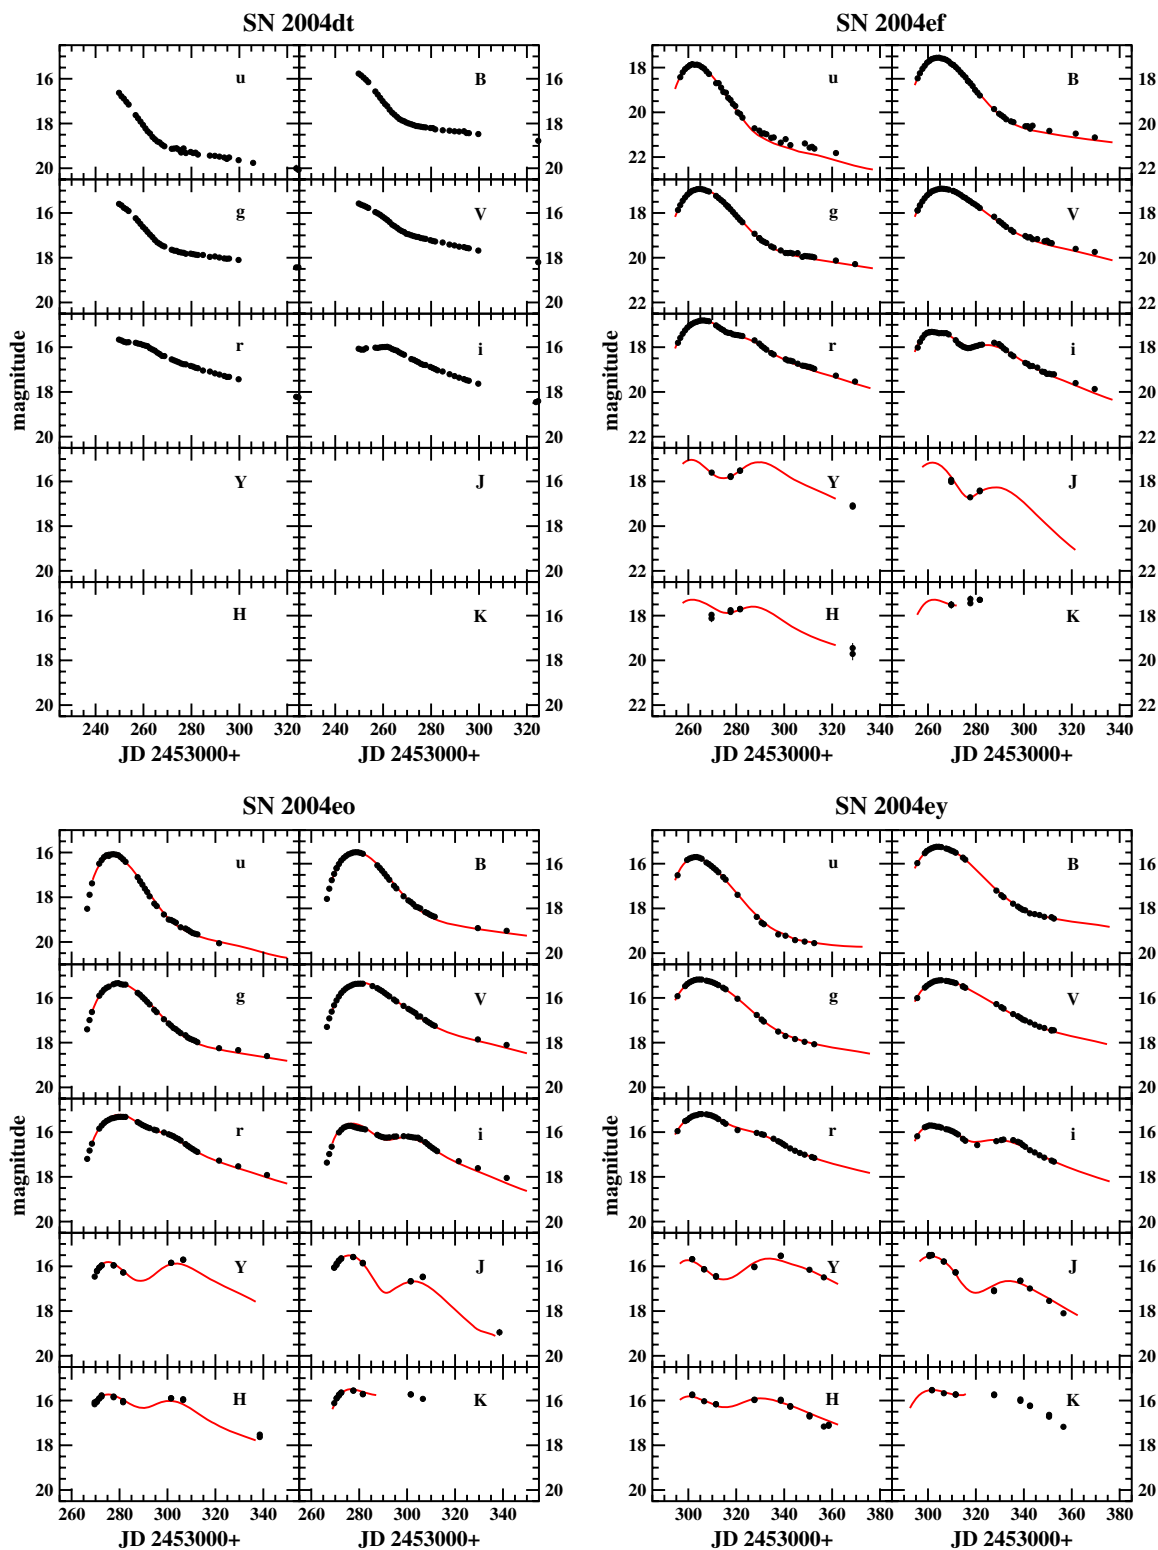 SN 2004dt
SN 2004ef
16 18 20 u B 16 18 20
18 20 22 u B 18 20 22
16 18 20 g V 16 18 20
18 20 22 g V 18 20 22
16 18 20 r i 16 18 20
18 20 22 r i 18 20 22
16 18 20 Y J 16 18 20
18 20 22 Y J 18 20 22
16 18 20 H K 16 18 20
18 20 22 H K 18 20 22
magnitude
magnitude
240 260 280 300 320 240 260 280 300 320
260 280 300 320 340 260 280 300 320 340
JD 2453000+ JD 2453000+
JD 2453000+ JD 2453000+
SN 2004eo
SN 2004ey
16 18 20 u B 16 18 20
16 18 20 u B 16 18 20
16 18 20 g V 16 18 20
16 18 20 g V 16 18 20
16 18 20 r i 16 18 20
16 18 20 r i 16 18 20
16 18 20 Y J 16 18 20
16 18 20 Y J 16 18 20
16 18 20 H K 16 18 20
16 18 20 H K 16 18 20
magnitude
magnitude
260 280 300 320 340 260 280 300 320 340
300 320 340 360 380 300 320 340 360 380
JD 2453000+ JD 2453000+
JD 2453000+ JD 2453000+